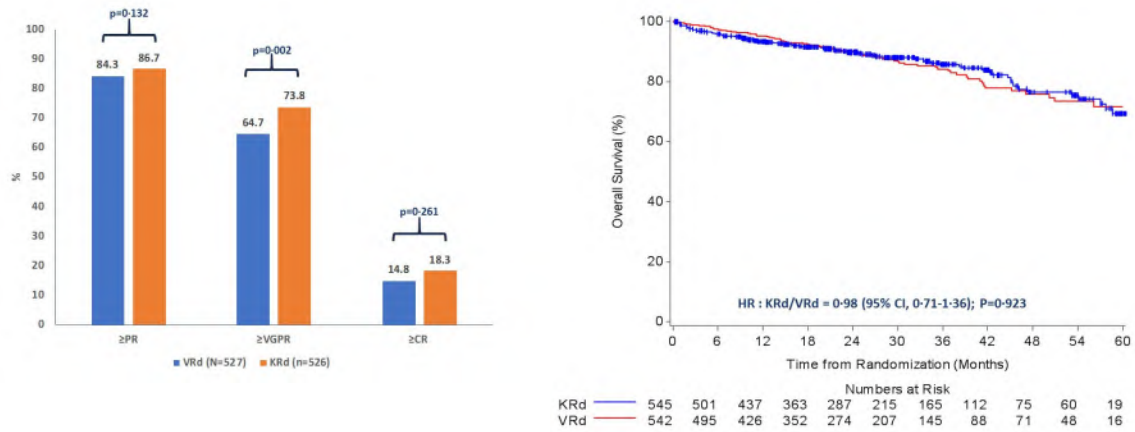 p=0·132
p=0·002
p=0·261
100
90
80
70
60
50
40
30
20
10
0
%
84.3
86.7
64.7
73.8
14.8
18.3
≥PR
≥VGPR
≥CR
VRd (N=527)
KRd (n=526)
100
80
60
40
20
0
Overall Survival (%)
HR : KRd/VRd = 0·98 (95% CI, 0·71-1·36); P=0·923
0 6 12 18 24 30 36 42 48 54 60
Time from Randomization (Months)
Numbers at Risk
KRd 545 501 437 363 287 215 165 112 75 60 19
VRd 542 495 426 352 274 207 145 88 71 48 16